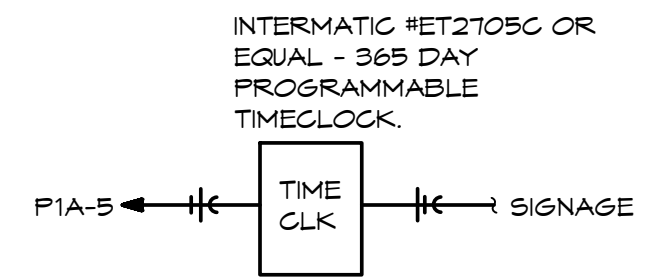 INTERMATIC #ET2705C OR
EQUAL - 365 DAY
PROGRAMMABLE
TIMECLOCK.
P1A-5
TIME
CLK
SIGNAGE